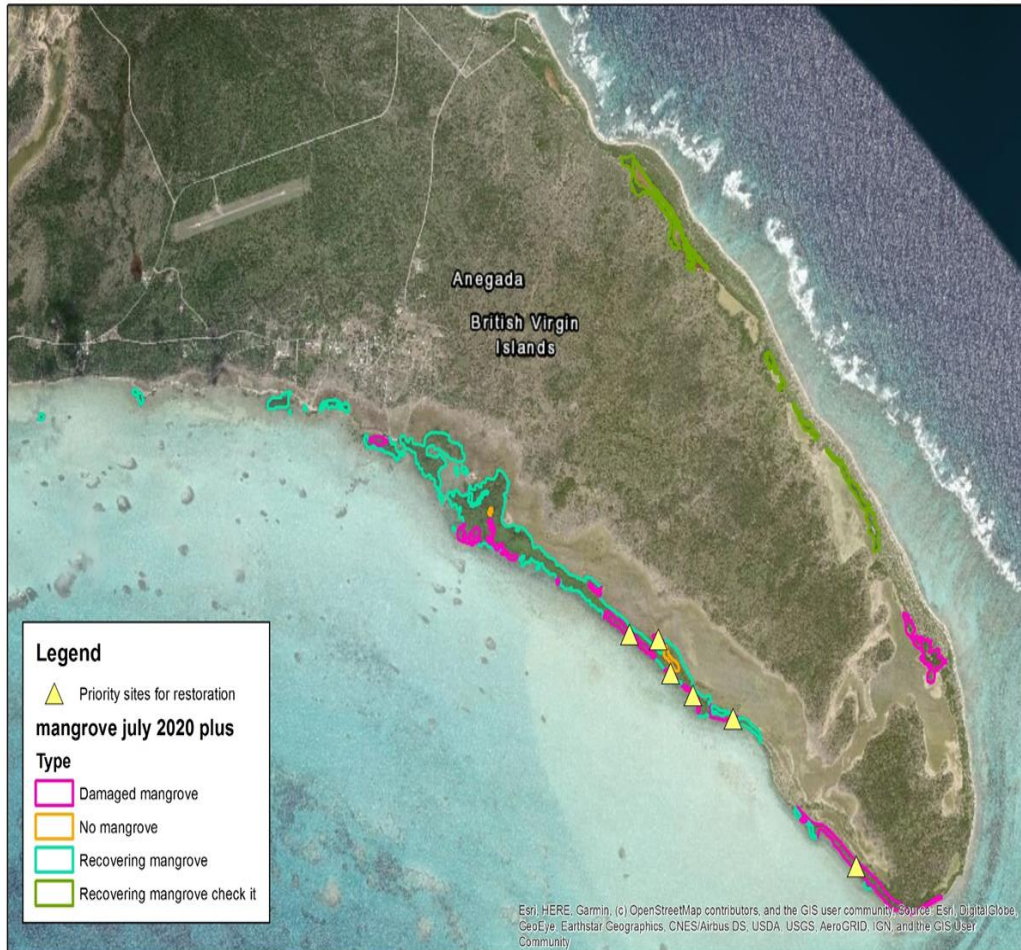 Anegada
British Virgin
Islands
Legend
Priority sites for restoration
mangrove july 2020 plus
Type
Damaged mangrove
No mangrove
Recovering mangrove
Recovering mangrove check it
Esri, HERE, Garmin, (c) OpenStreetMap contributors, and the GIS user community, Source: Esri, DigitalGlobe,
GeoEye, Earthstar Geographics, CNES/Airbus DS, USDA, USGS, AeroGRID, IGN, and the GIS User
Community